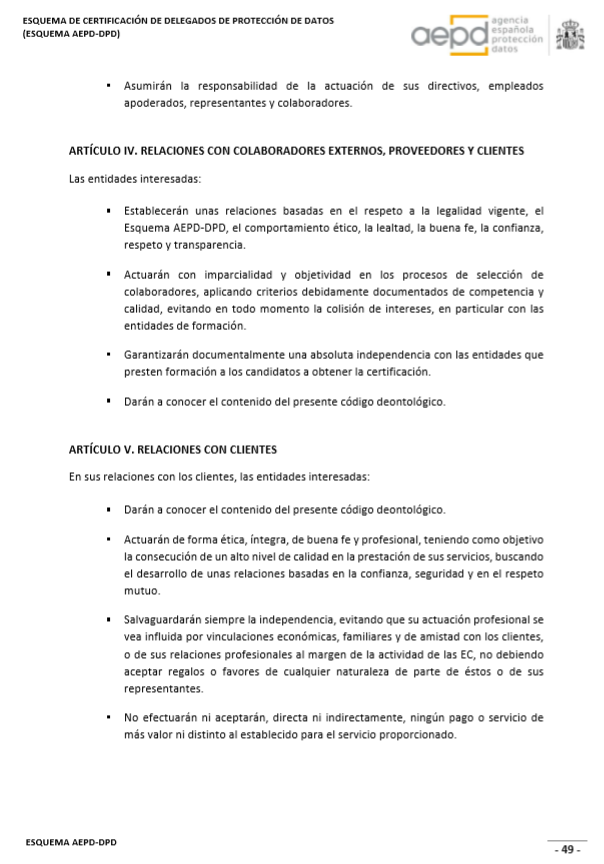 ESQUEMA DE CERTIFICACIÓN DE DELEGADOS DE PROTECCIÓN DE DATOS
(ESQUEMA AEPD-DPD)
aepd agencia
española
protección
datos
▪ Asumirán la responsabilidad de la actuación de sus directivos, empleados
apoderados, representantes y colaboradores.
ARTÍCULO IV. RELACIONES CON COLABORADORES EXTERNOS, PROVEEDORES Y CLIENTES
Las entidades interesadas:
▪ Establecerán unas relaciones basadas en el respeto a la legalidad vigente, el
Esquema AEPD-DPD, el comportamiento ético, la lealtad, la buena fe, la confianza,
respeto y transparencia.
▪ Actuarán con imparcialidad y objetividad en los procesos de selección de
colaboradores, aplicando criterios debidamente documentados de competencia y
calidad, evitando en todo momento la colisión de intereses, en particular con las
entidades de formación.
▪ Garantizarán documentalmente una absoluta independencia con las entidades que
presten formación a los candidatos a obtener la certificación.
▪ Darán a conocer el contenido del presente código deontológico.
ARTÍCULO V. RELACIONES CON CLIENTES
En sus relaciones con los clientes, las entidades interesadas:
▪ Darán a conocer el contenido del presente código deontológico.
▪ Actuarán de forma ética, íntegra, de buena fe y profesional, teniendo como objetivo
la consecución de un alto nivel de calidad en la prestación de sus servicios, buscando
el desarrollo de unas relaciones basadas en la confianza, seguridad y en el respeto
mutuo.
▪ Salvaguardarán siempre la independencia, evitando que su actuación profesional se
vea influida por vinculaciones económicas, familiares y de amistad con los clientes,
o de sus relaciones profesionales al margen de la actividad de las EC, no debiendo
aceptar regalos o favores de cualquier naturaleza de parte de éstos o de sus
representantes.
▪ No efectuarán ni aceptarán, directa ni indirectamente, ningún pago o servicio de
más valor ni distinto al establecido para el servicio proporcionado.
ESQUEMA AEPD-DPD
- 49 -